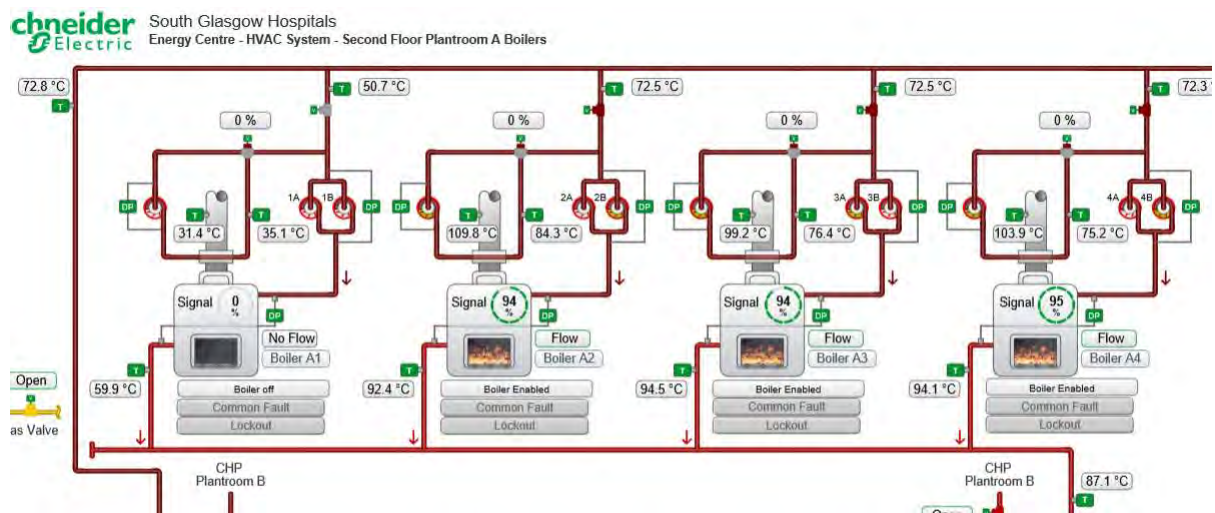 chneider
Electric
South Glasgow Hospitals
Energy Centre - HVAC System - Second Floor Plantroom A Boilers
72.8 °C
T
T
50.7 °C
T
72.5 °C
T
72.5 °C
T
72.3
0 %
0 %
0 %
0 %
1A
1B
2A
2B
3A
3B
4A
4B
DP
T
T
DP
DP
T
T
DP
DP
T
T
DP
DP
T
T
DP
31.4 °C
35.1 °C
109.8 °C
84.3 °C
99.2 °C
76.4 °C
103.9 °C
75.2 °C
Signal
0
%
DP
Signal
94
%
DP
Signal
94
%
DP
Signal
95
%
DP
No Flow
Flow
Flow
Flow
Boiler A1
Boiler A2
Boiler A3
Boiler A4
T
T
T
T
59.9 °C
92.4 °C
94.5 °C
94.1 °C
Open
as Valve
Boiler off
Common Fault
Lockout
Boiler Enabled
Common Fault
Lockout
Boiler Enabled
Common Fault
Lockout
Boiler Enabled
Common Fault
Lockout
CHP
Plantroom B
CHP
Plantroom B
87.1 °C
T